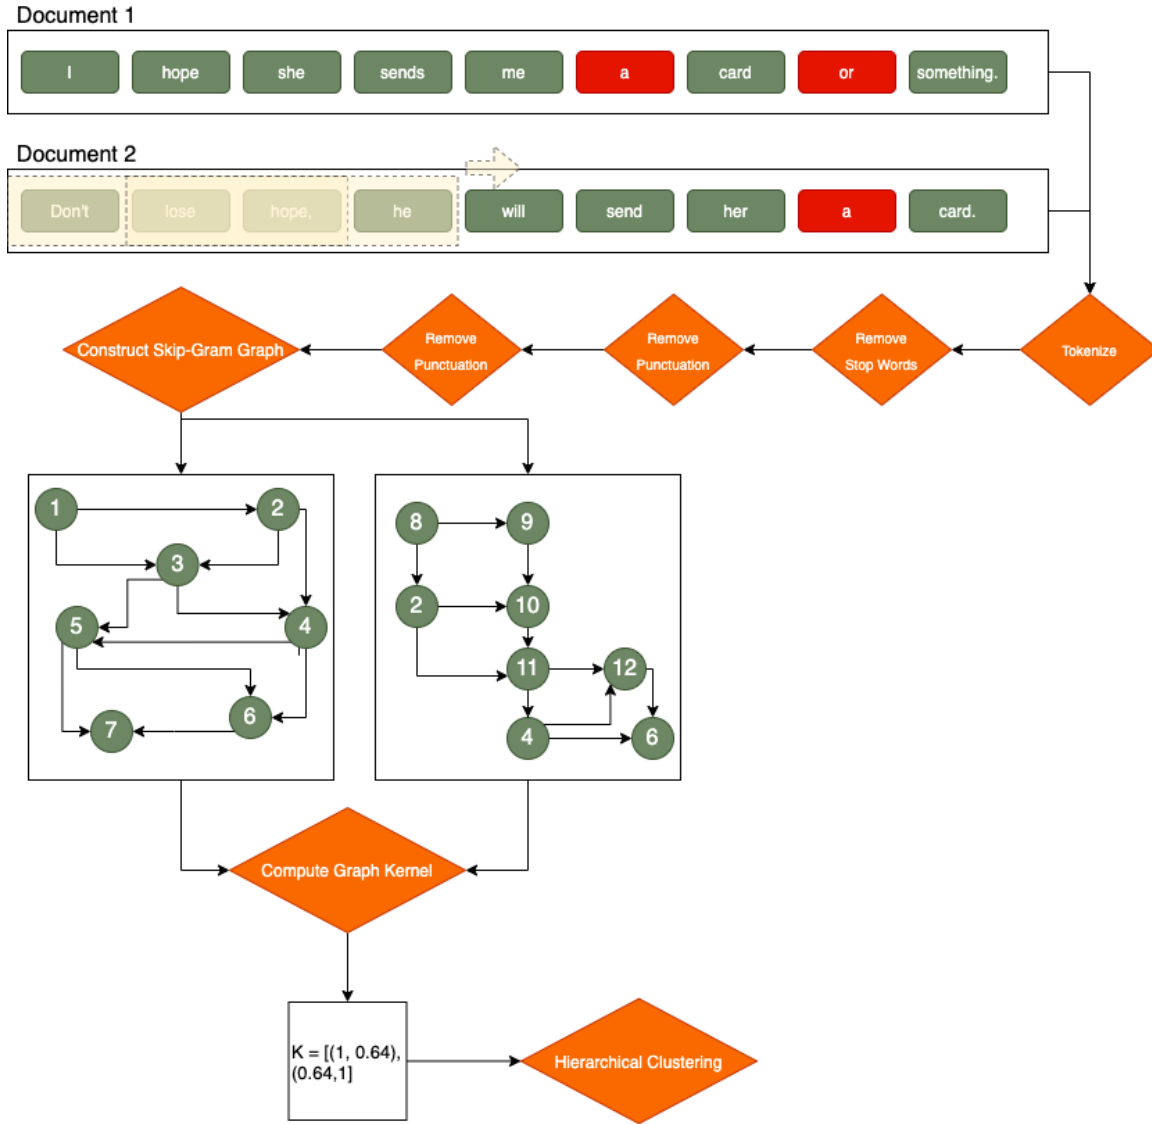 Document 1
I hope she sends me a card or something.
Document 2
Don't lose hope, he will send her a card.
Construct Skip-Gram Graph
Remove
Punctuation
Remove
Punctuation
Remove
Stop Words
Tokenize
1 2
3
5 4
6
7
8 9
2 10
11 12
4 6
Compute Graph Kernel
K = [(1, 0.64),
(0.64,1]
Hierarchical Clustering